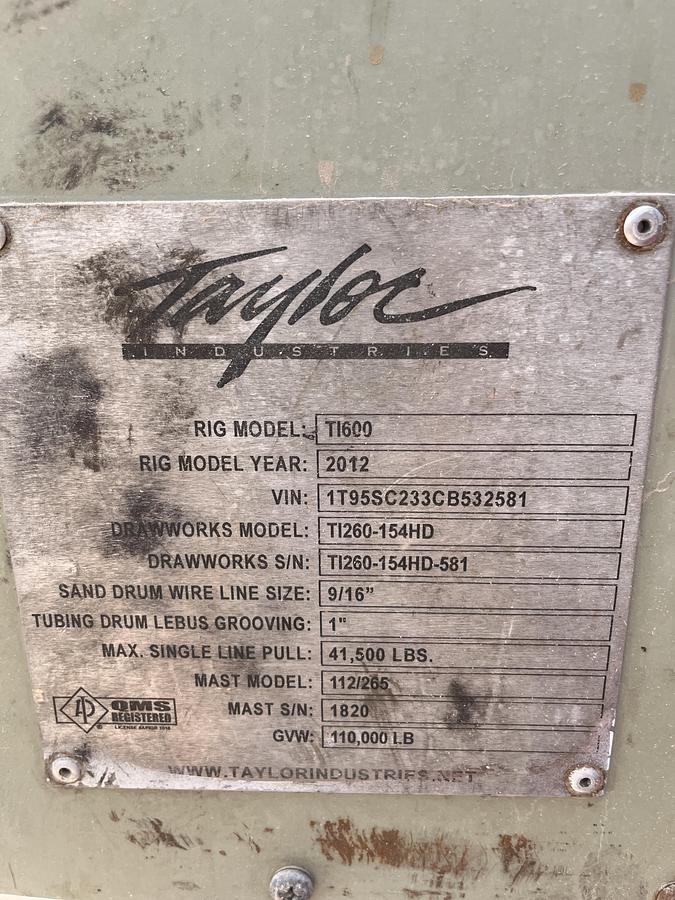 Taylor
INDUSTRIES
RIG MODEL: TI600
RIG MODEL YEAR: 2012
VIN: 1T95SC233CB532581
DRAWWORKS MODEL: TI260-154HD
DRAWWORKS S/N: TI260-154HD-581
SAND DRUM WIRE LINE SIZE: 9/16"
TUBING DRUM LEBUS GROOVING: 1"
MAX. SINGLE LINE PULL: 41,500 LBS.
MAST MODEL: 112/265
MAST S/N: 1820
GVW: 110,000 LB
QMS
REGISTERED
WWW.TAYLORINDUSTRIES.NET